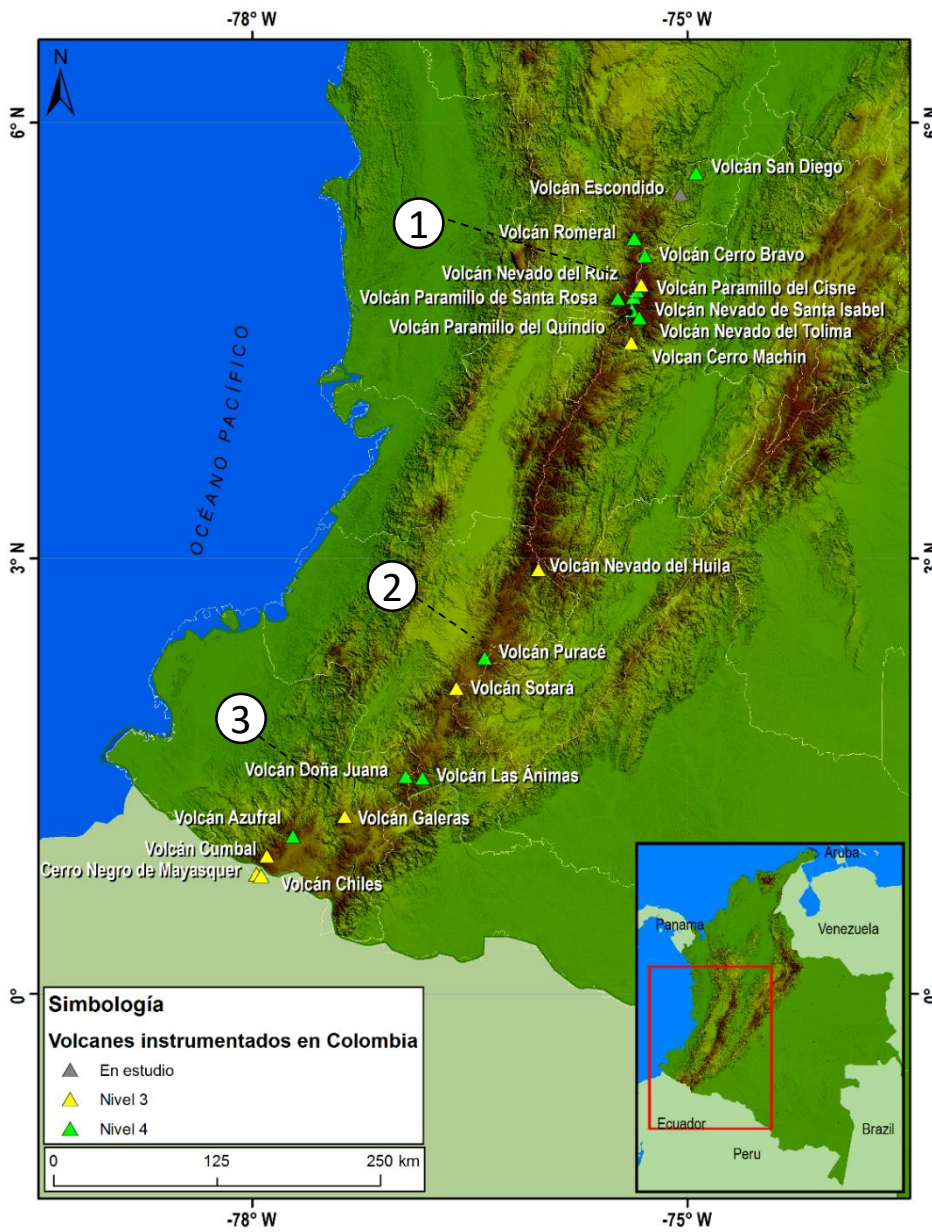 -78° W
-75° W
N
6° N
6° N
Volcán San Diego
Volcán Escondido
1
Volcán Romeral
Volcán Cerro Bravo
Volcán Nevado del Ruiz
Volcán Paramillo del Cisne
Volcán Paramillo de Santa Rosa
Volcán Nevado de Santa Isabel
Volcán Paramillo del Quindío
Volcán Nevado del Tolima
Volcan Cerro Machín
OCÉANO PACÍFICO
3° N
3° N
Volcán Nevado del Huila
2
Volcán Puracé
Volcán Sotará
3
Volcán Doña Juana
Volcán Las Ánimas
Volcán Azufral
Volcán Galeras
Volcán Cumbal
Cerro Negro de Mayasquer
Volcán Chiles
Aruba
Panama
Venezuela
Ecuador
Brazil
Peru
0°
0°
Simbología
Volcanes instrumentados en Colombia
En estudio
Nivel 3
Nivel 4
0 125 250 km
-78° W
-75° W